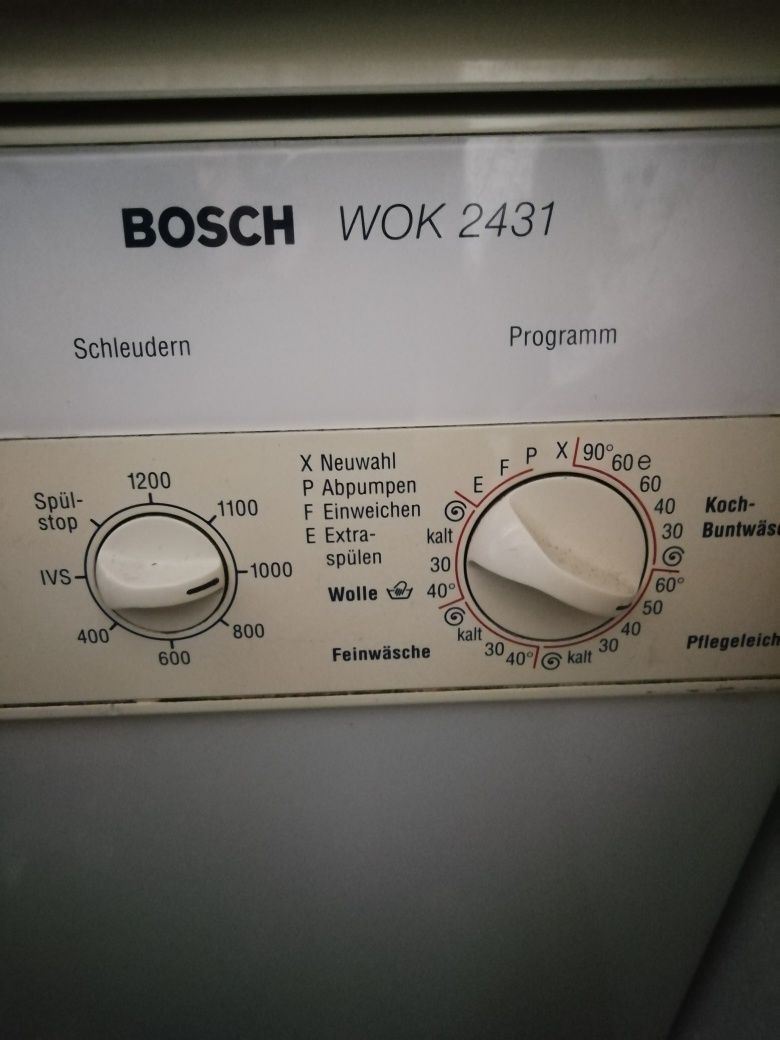 BOSCH WOK 2431
Schleudern
Programm
Spül-
stop
1200
1100
1000
800
600
400
IVS
X Neuwahl
P Abpumpen
F Einweichen
E Extra-
spülen
Wolle
Feinwäsche
X
90°
60 e
60
40
30
60°
50
40
30
kalt
40°
30
kalt
40°
30
kalt
E
F
P
Koch-
Buntwäs
Pflegeleich